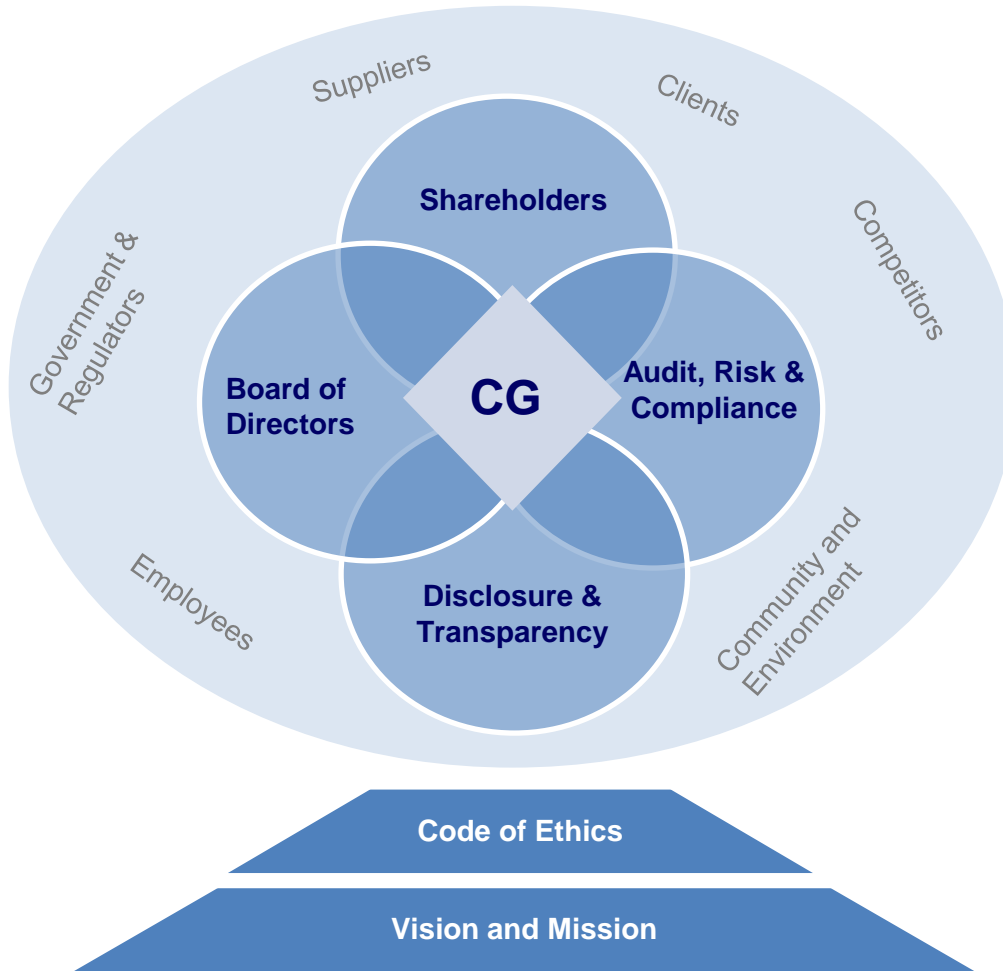 Suppliers
Clients
Shareholders
Government &
Regulators
Competitors
Board of
Directors
CG
Audit, Risk &
Compliance
Employees
Disclosure &
Transparency
Community and
Environment
Code of Ethics
Vision and Mission